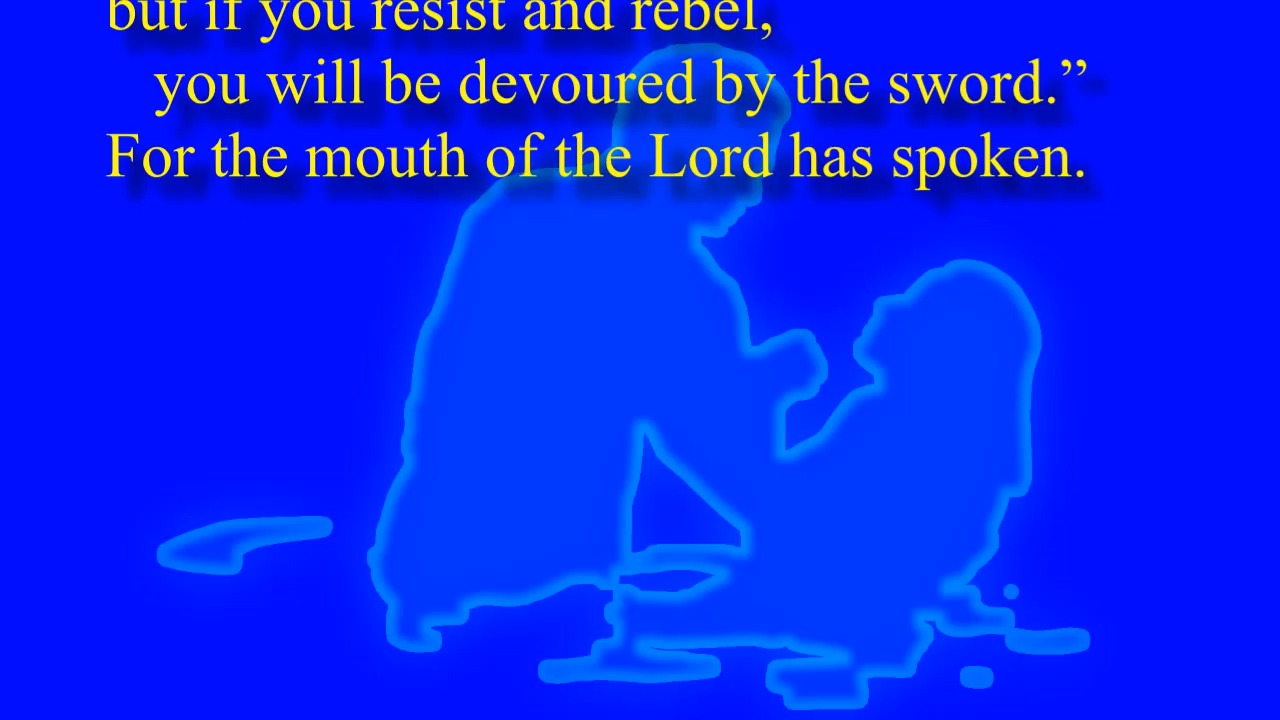 but if you resist and rebel,
you will be devoured by the sword.”
For the mouth of the Lord has spoken.